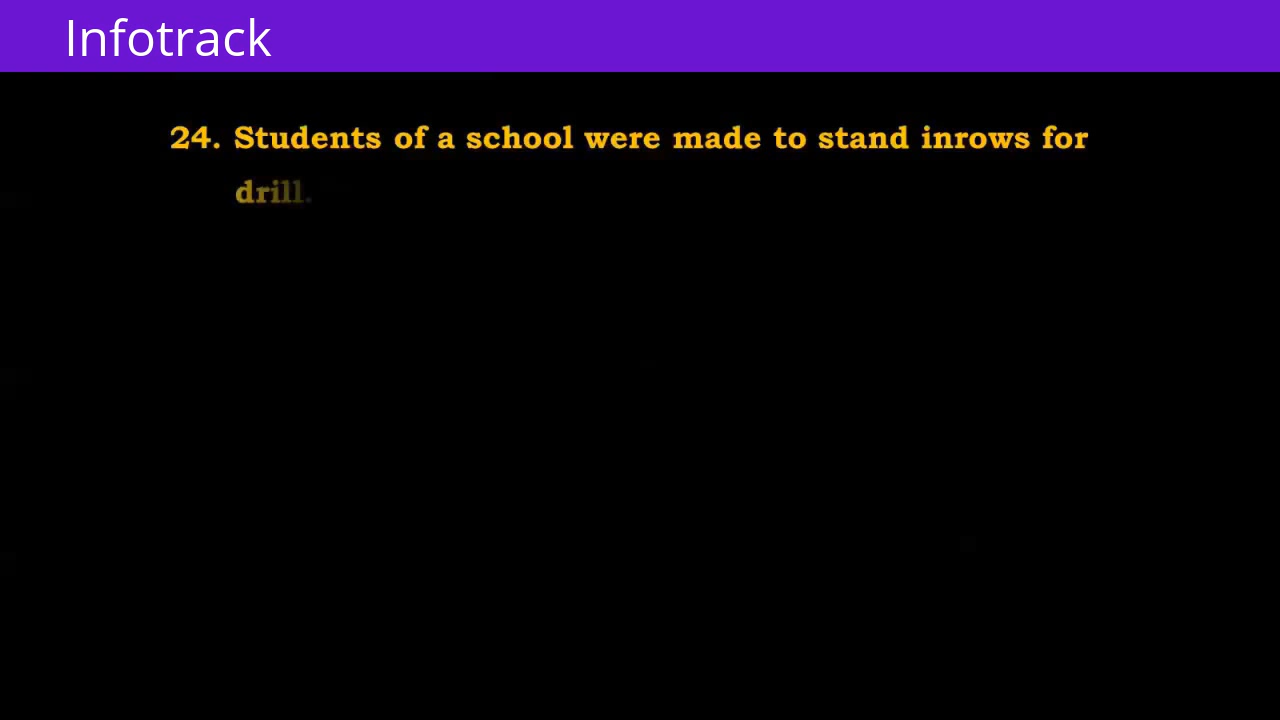 Infotrack
24. Students of a school were made to stand inrows for
drill.